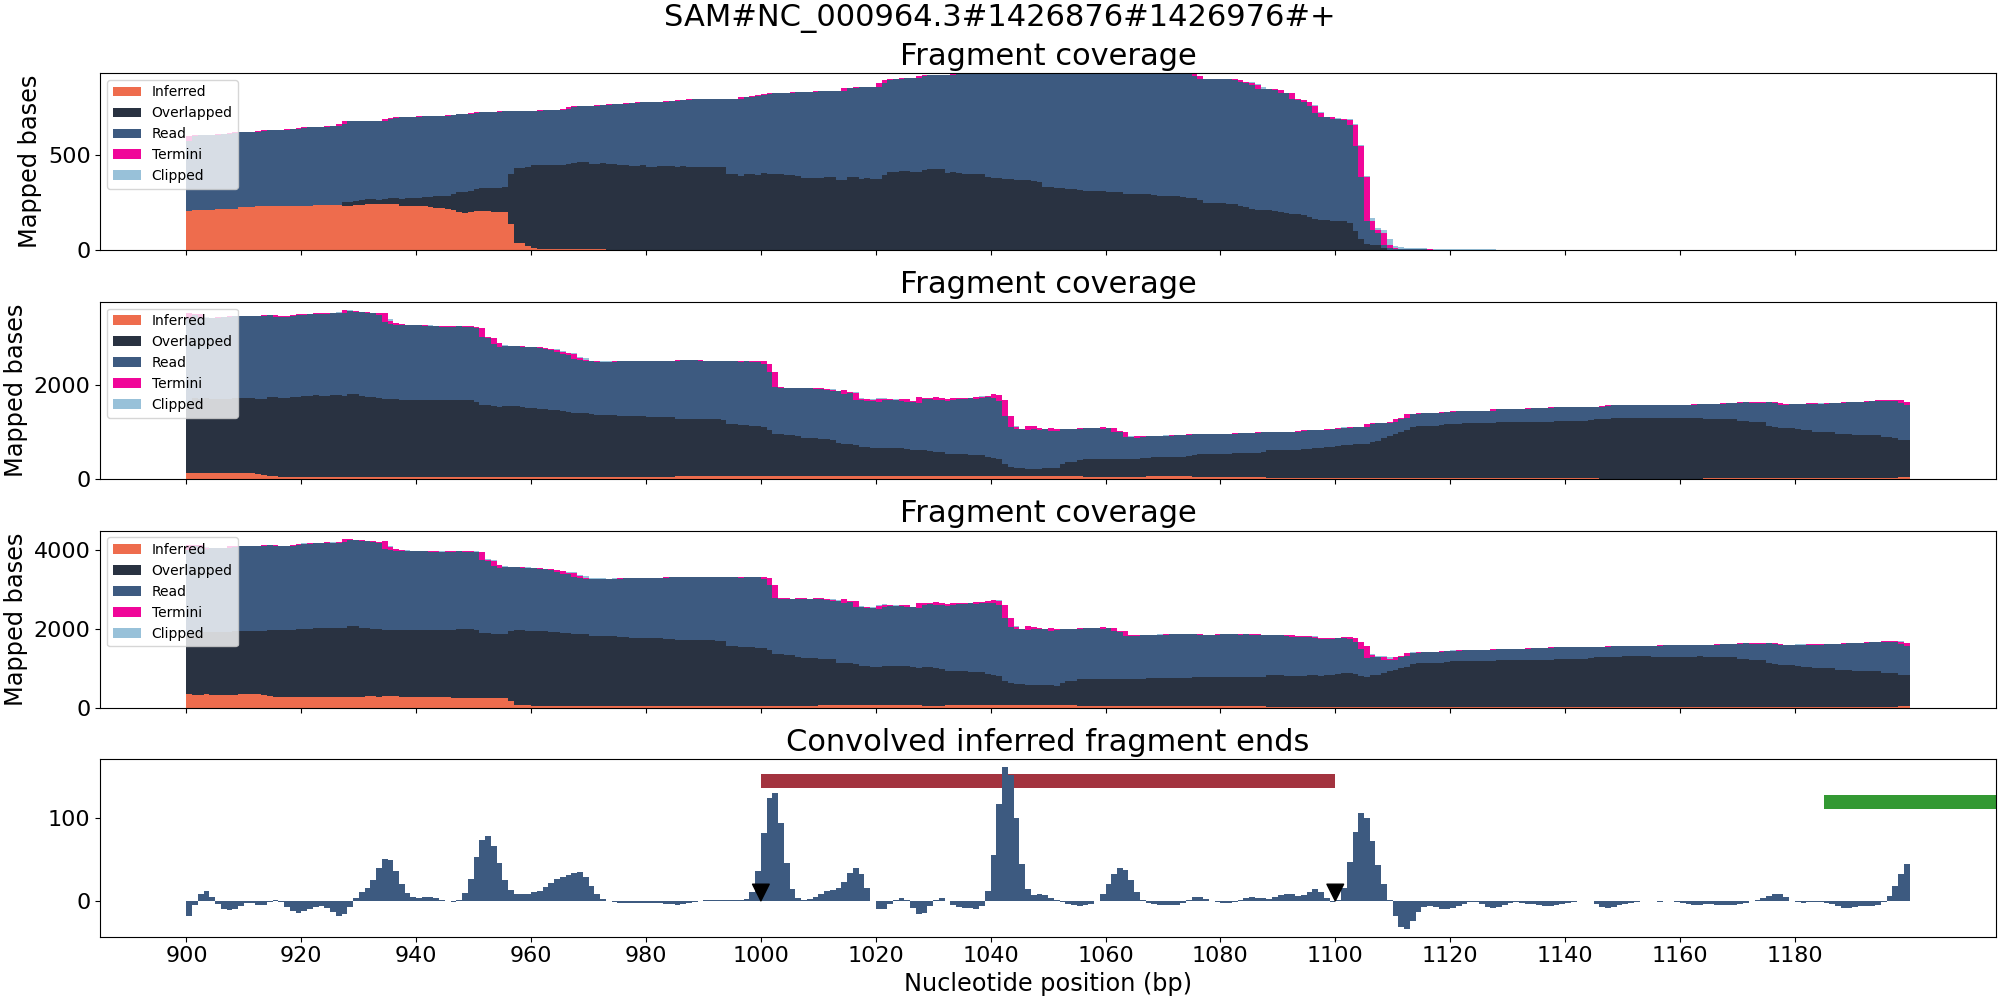 SAM#NC_000964.3#1426876#1426976#+
Fragment coverage
Mapped bases
500
0
Inferred
Overlapped
Read
Termini
Clipped
Fragment coverage
Mapped bases
2000
0
Inferred
Overlapped
Read
Termini
Clipped
Fragment coverage
Mapped bases
4000
2000
0
Inferred
Overlapped
Read
Termini
Clipped
Convolved inferred fragment ends
100
0
900 920 940 960 980 1000 1020 1040 1060 1080 1100 1120 1140 1160 1180
Nucleotide position (bp)